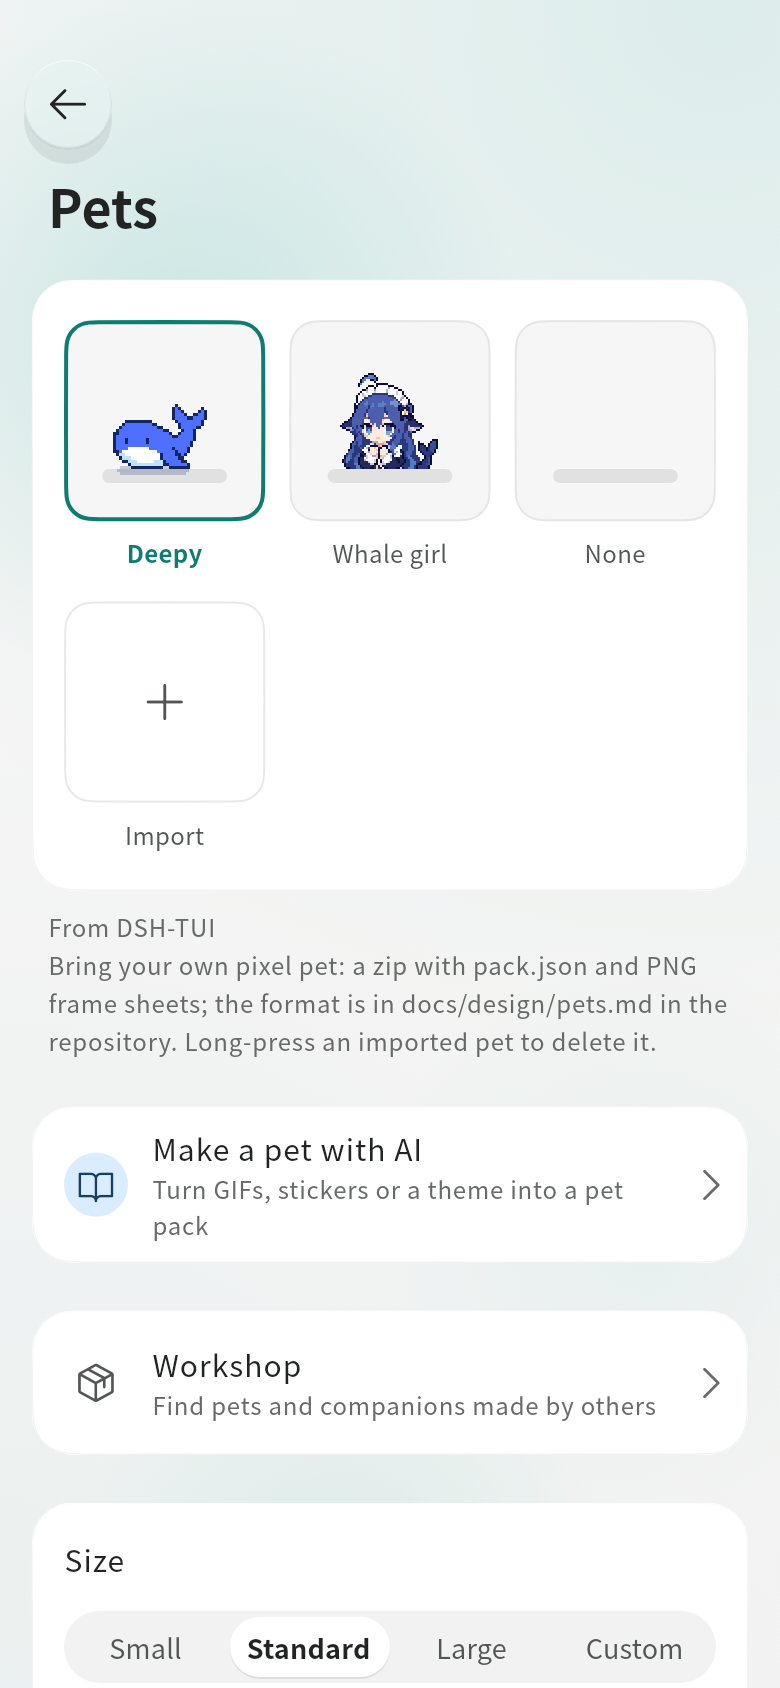 Pets
Deepy
Whale girl
None
Import
From DSH-TUI
Bring your own pixel pet: a zip with pack.json and PNG
frame sheets; the format is in docs/design/pets.md in the
repository. Long-press an imported pet to delete it.
Make a pet with AI
Turn GIFs, stickers or a theme into a pet
pack
Workshop
Find pets and companions made by others
Size
Small
Standard
Large
Custom